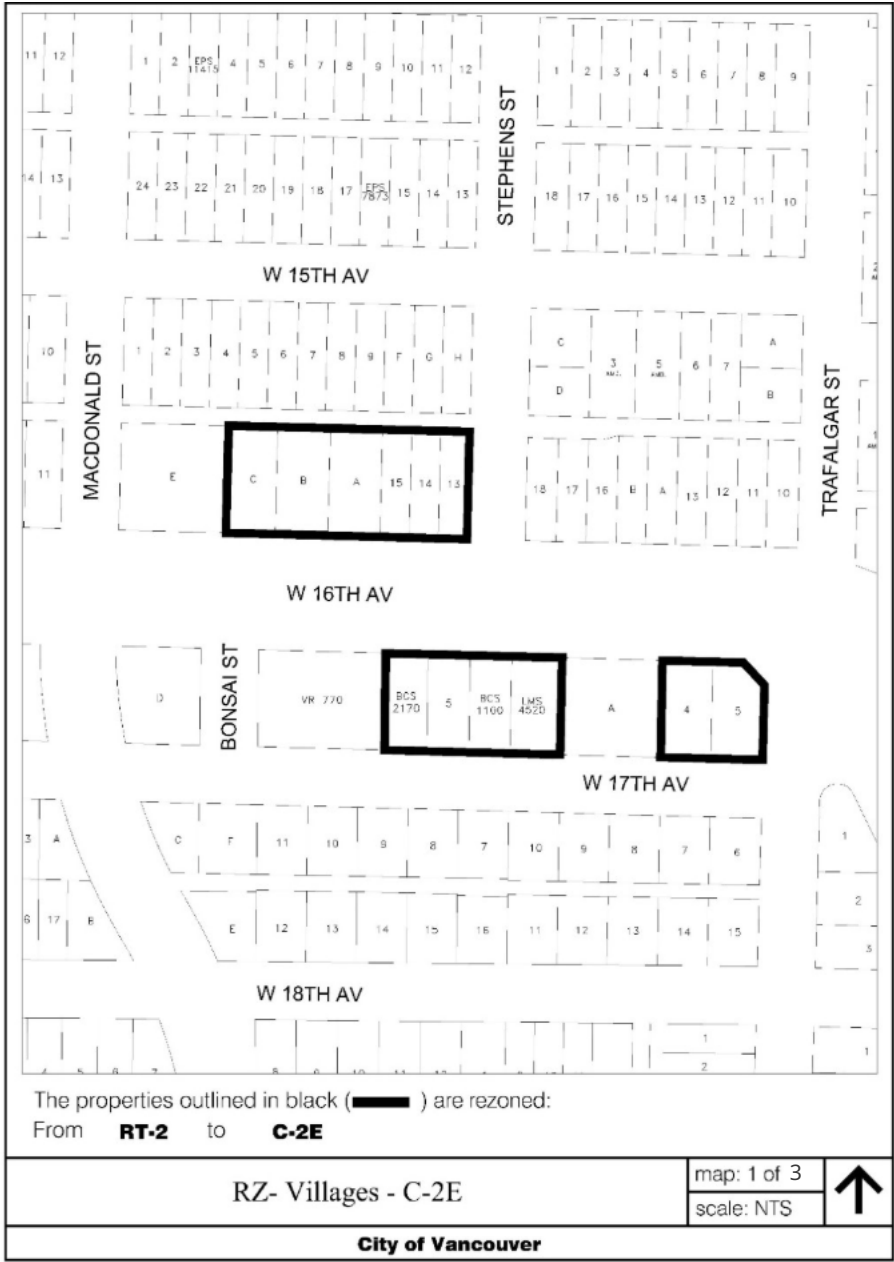 11 12 1 2 EPS 11415 4 5 6 7 8 9 10 11 12 1 2 3 4 5 6 7 8 9
STEPHENS ST
14 13 24 23 22 21 20 19 18 17 EPS 7873 15 14 13 18 17 16 15 14 13 12 11 10
W 15TH AV
MACDONALD ST
10 1 2 3 4 5 6 7 8 9 F G H C 3 5 6 7 A
D B
TRAFALGAR ST
11 E C B A 15 14 13 18 17 16 B A 13 12 11 10
W 16TH AV
BONSAI ST
D VR 770 BCS 2170 5 BCS 1100 LMS 4520 A 4 5
W 17TH AV
3 A C F 11 10 9 8 7 10 9 8 7 6 1
2
6 17 B E 12 13 14 15 16 11 12 13 14 15 3
W 18TH AV
1 1
2
The properties outlined in black ( ) are rezoned:
From RT-2 to C-2E
RZ- Villages - C-2E
map: 1 of 3
scale: NTS
City of Vancouver